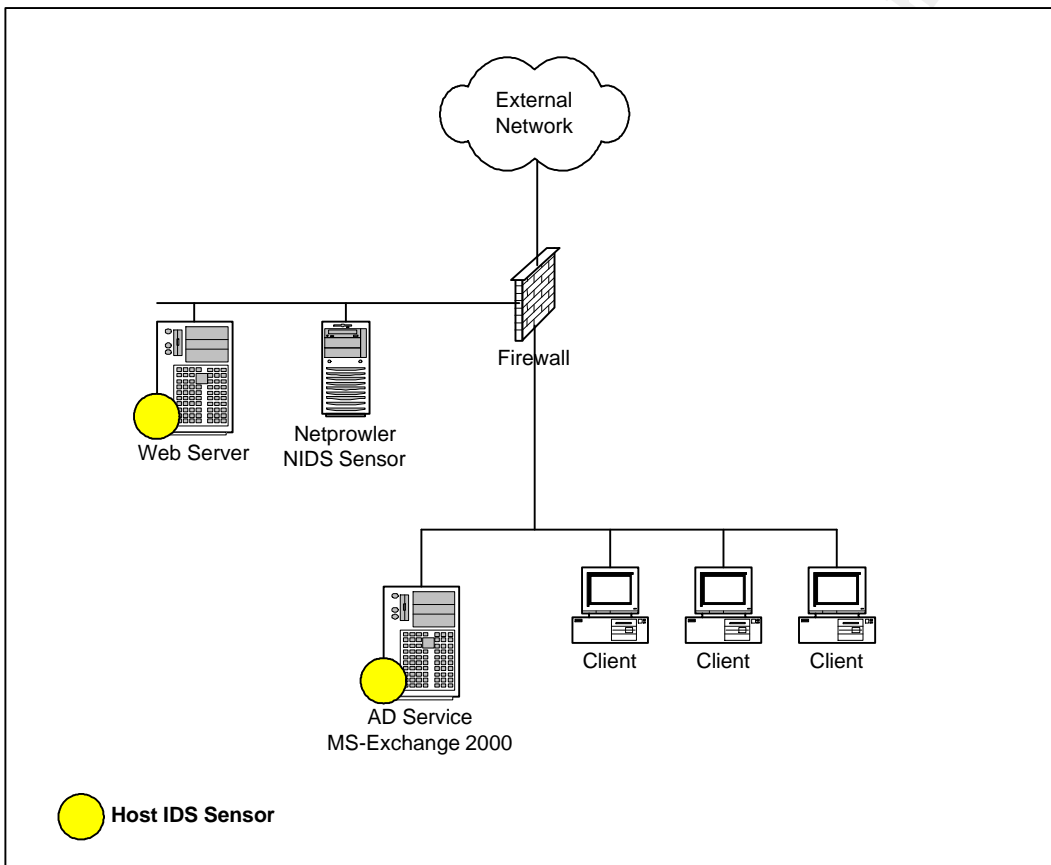 External
Network
Firewall
Web Server
Netprowler
NIDS Sensor
Client
Client
Client
AD Service
MS-Exchange 2000
Host IDS Sensor